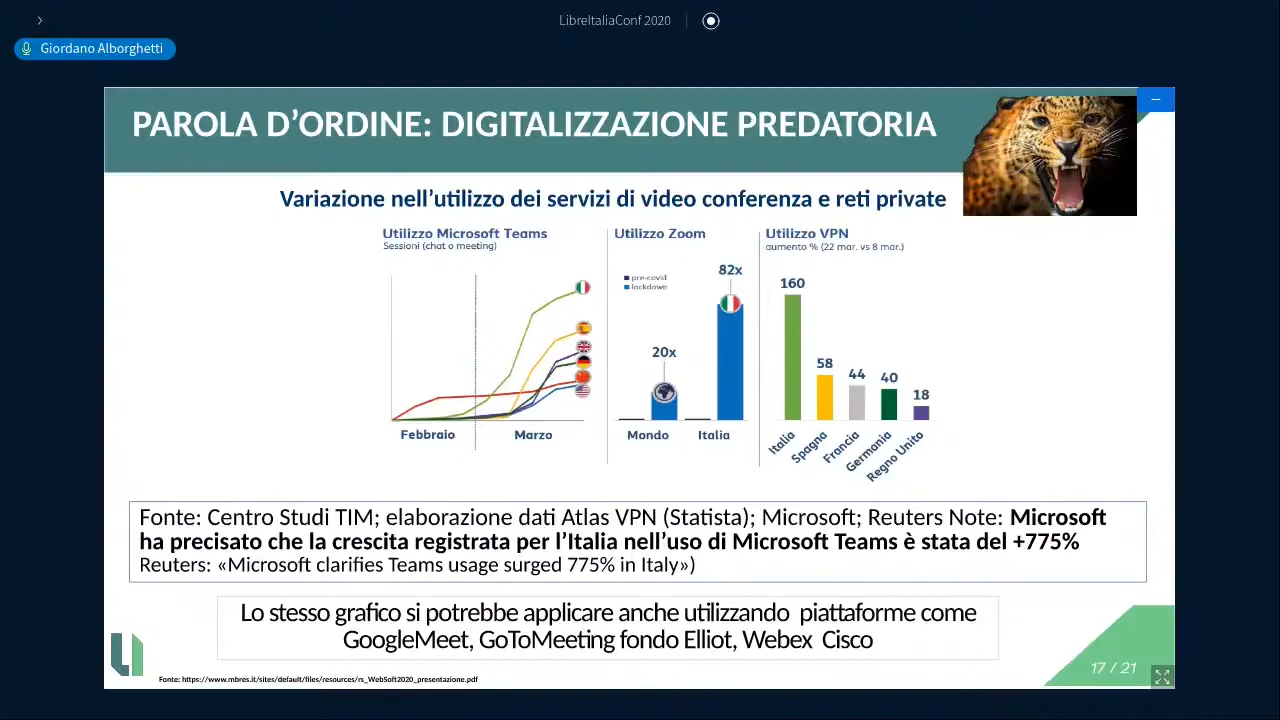 LibreItaliaConf 2020
Giordano Alborghetti
PAROLA D'ORDINE: DIGITALIZZAZIONE PREDATORIA
Variazione nell'utilizzo dei servizi di video conferenza e reti private
Utilizzo Microsoft Teams
Sessioni (chat o meeting)
Febbraio
Marzo
Utilizzo Zoom
pre-covid
lockdown
82x
20x
Mondo
Italia
Utilizzo VPN
aumento % (22 mar. vs 8 mar.)
160
58
44
40
18
Italia
Spagna
Francia
Germania
Regno Unito
Fonte: Centro Studi TIM; elaborazione dati Atlas VPN (Statista); Microsoft; Reuters Note: Microsoft
ha precisato che la crescita registrata per l'Italia nell'uso di Microsoft Teams è stata del +775%
Reuters: «Microsoft clarifies Teams usage surged 775% in Italy»)
Lo stesso grafico si potrebbe applicare anche utilizzando piattaforme come
GoogleMeet, GoToMeeting fondo Elliot, Webex Cisco
17 / 21
Fonte: https://www.mbres.it/sites/default/files/resources/rs_WebSoft2020_presentazione.pdf